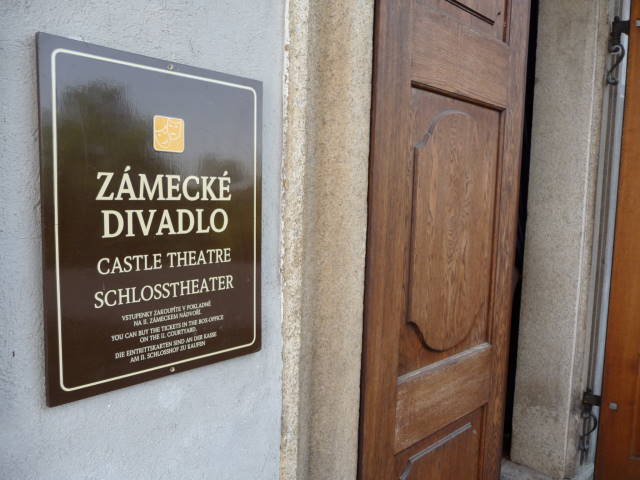 ZÁMECKÉ
DIVADLO
CASTLE THEATRE
SCHLOSSTHEATER
VSTUPENKY ZAKOUPÍTE V POKLADNĚ
NA II. ZÁMECKÉM NÁDVOŘÍ.
YOU CAN BUY THE TICKETS IN THE BOX-OFFICE
ON THE II. COURTYARD.
DIE EINTRITTSKARTEN SIND AN DER KASSE
AM II. SCHLOSSHOF ZU KAUFEN